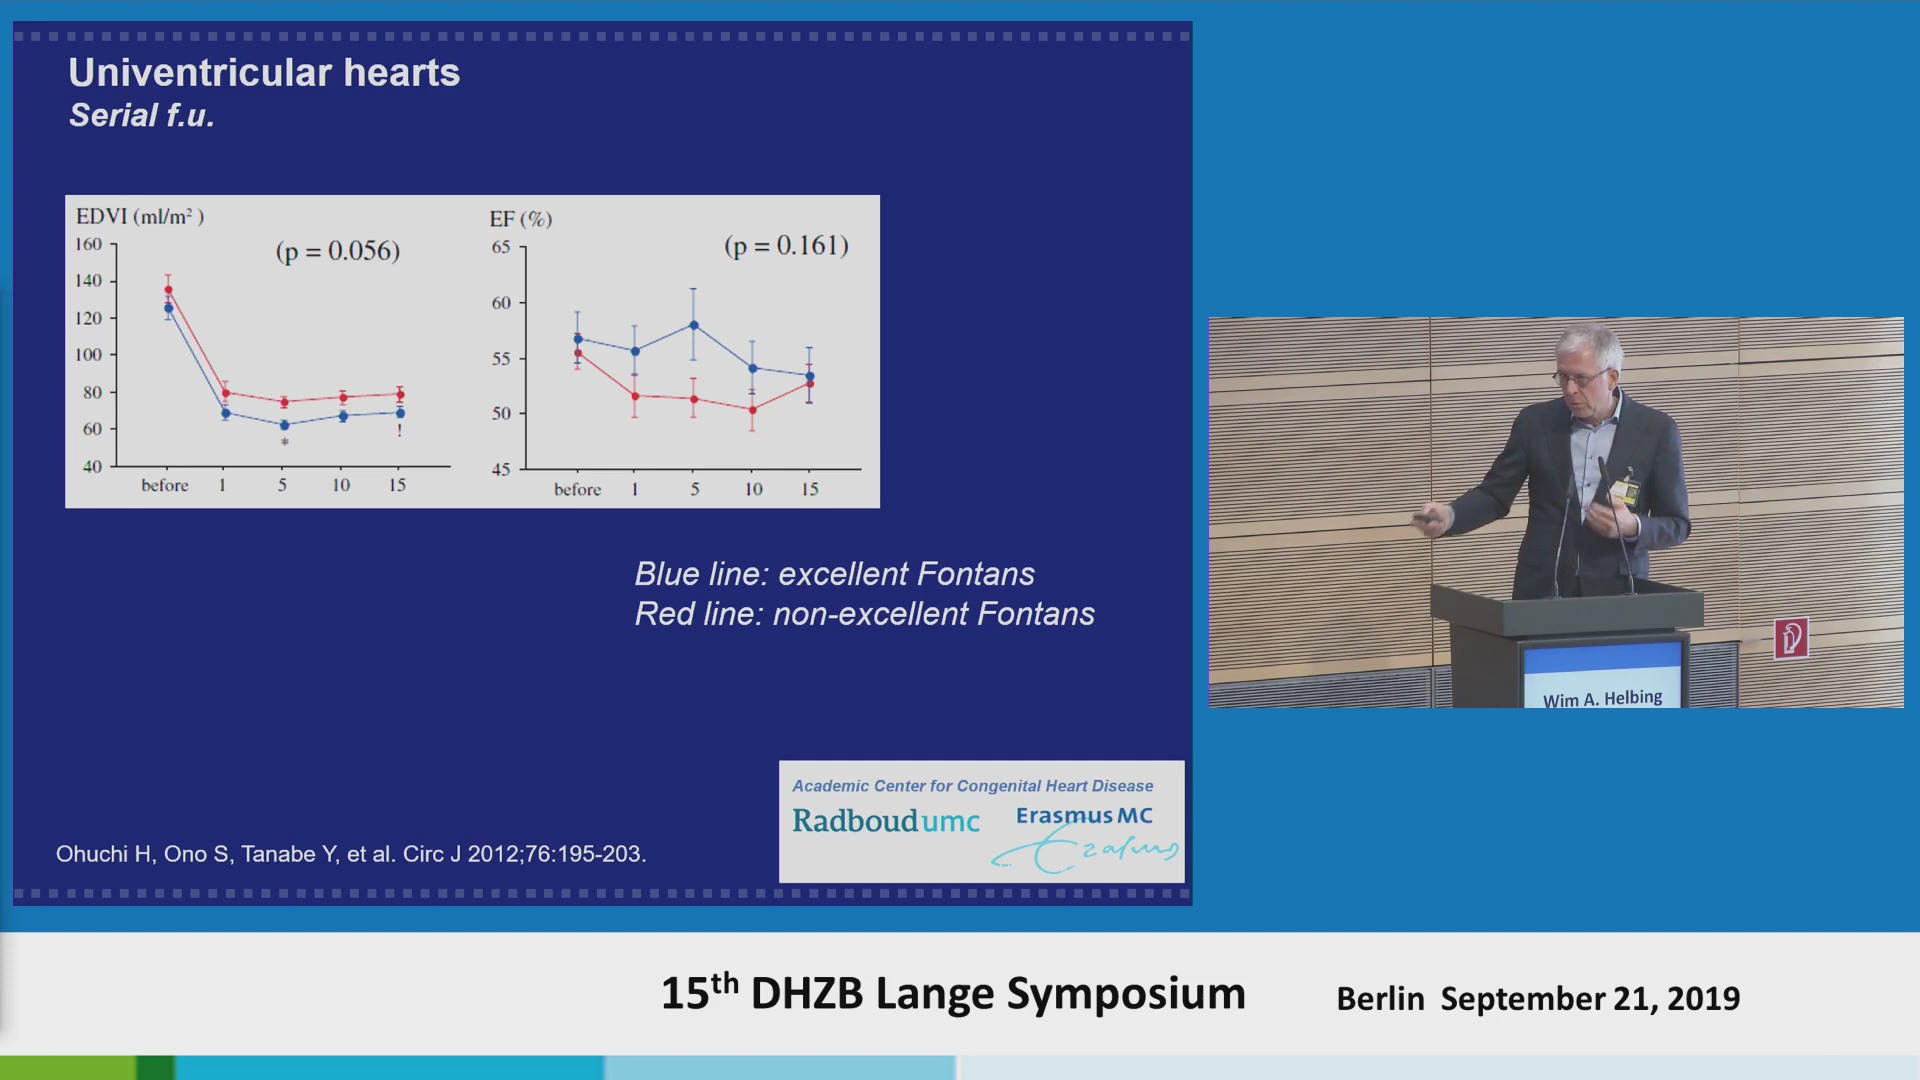 Univentricular hearts
Serial f.u.
EDVI (ml/m² )
(p = 0.056)
160
140
120
100
80
60
40
*
!
before 1 5 10 15
EF (%)
(p = 0.161)
65
60
55
50
45
before 1 5 10 15
Blue line: excellent Fontans
Red line: non-excellent Fontans
Academic Center for Congenital Heart Disease
Radboudumc
Erasmus MC
Erasmus
Ohuchi H, Ono S, Tanabe Y, et al. Circ J 2012;76:195-203.
Wim A. Helbing
15th DHZB Lange Symposium
Berlin September 21, 2019